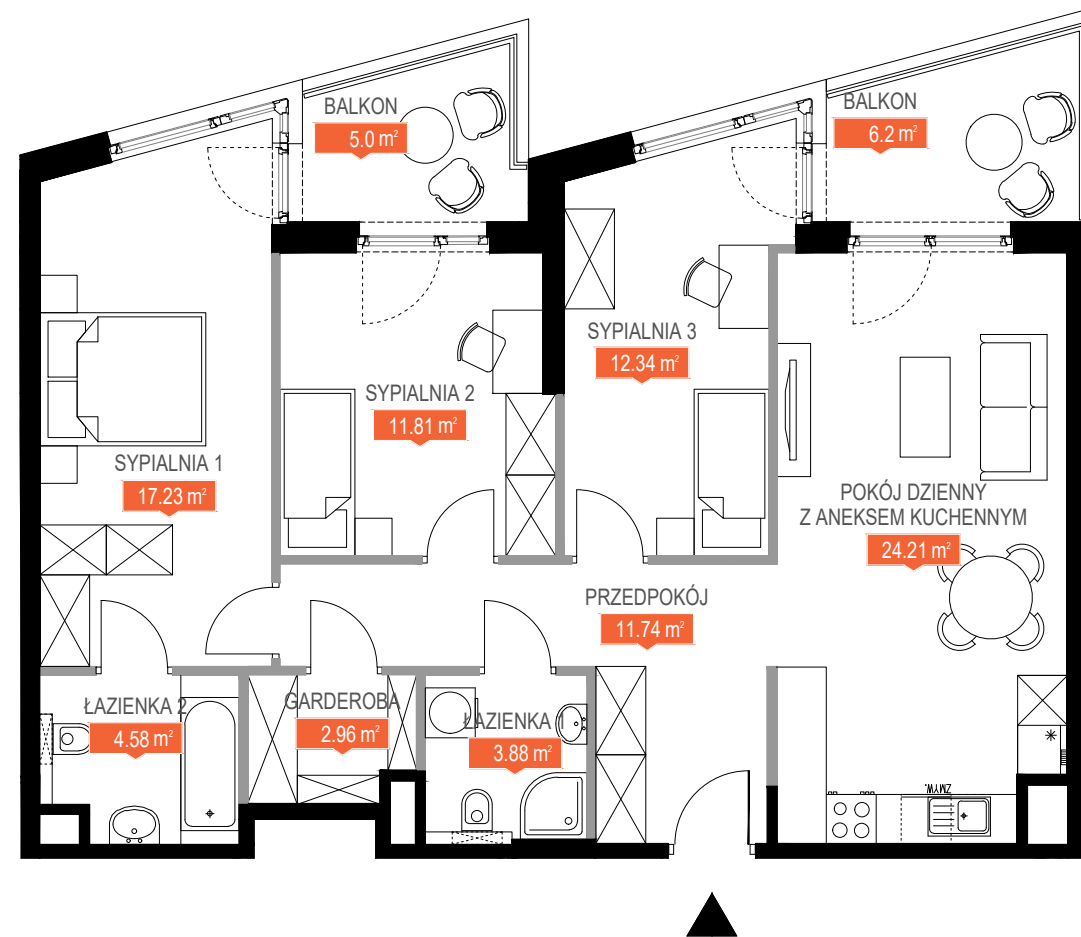 BALKON
5.0 m²
BALKON
6.2 m²
SYPIALNIA 3
12.34 m²
SYPIALNIA 2
11.81 m²
SYPIALNIA 1
17.23 m²
POKÓJ DZIENNY
Z ANEKSEM KUCHENNYM
24.21 m²
PRZEDPOKÓJ
11.74 m²
ŁAZIENKA 2
4.58 m²
GARDEROBA
2.96 m²
ŁAZIENKA 1
3.88 m²
ZMYW.